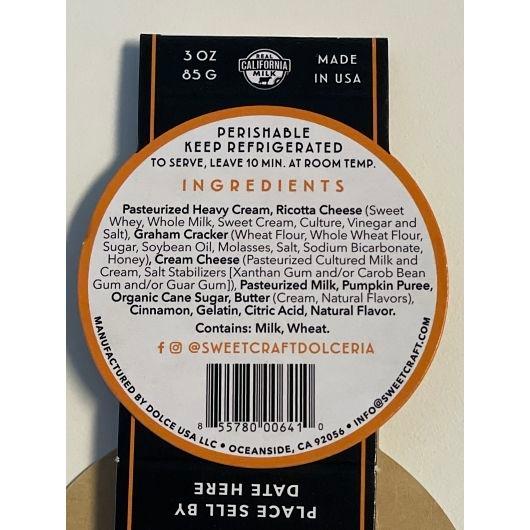 3 OZ
85 G
REAL
CALIFORNIA
MILK
MADE
IN USA
PERISHABLE
KEEP REFRIGERATED
TO SERVE, LEAVE 10 MIN. AT ROOM TEMP.
INGREDIENTS
Pasteurized Heavy Cream, Ricotta Cheese (Sweet
Whey, Whole Milk, Sweet Cream, Culture, Vinegar and
Salt), Graham Cracker (Wheat Flour, Whole Wheat Flour,
Sugar, Soybean Oil, Molasses, Salt, Sodium Bicarbonate,
Honey), Cream Cheese (Pasteurized Cultured Milk and
Cream, Salt Stabilizers [Xanthan Gum and/or Carob Bean
Gum and/or Guar Gum]), Pasteurized Milk, Pumpkin Puree,
Organic Cane Sugar, Butter (Cream, Natural Flavors),
Cinnamon, Gelatin, Citric Acid, Natural Flavor.
Contains: Milk, Wheat.
@SWEETCRAFTDOLCERIA
8 55780 00641 0
MANUFACTURED BY DOLCE USA LLC • OCEANSIDE, CA 92056 • INFO@SWEETCRAFT.COM
PLACE SELL BY
DATE HERE